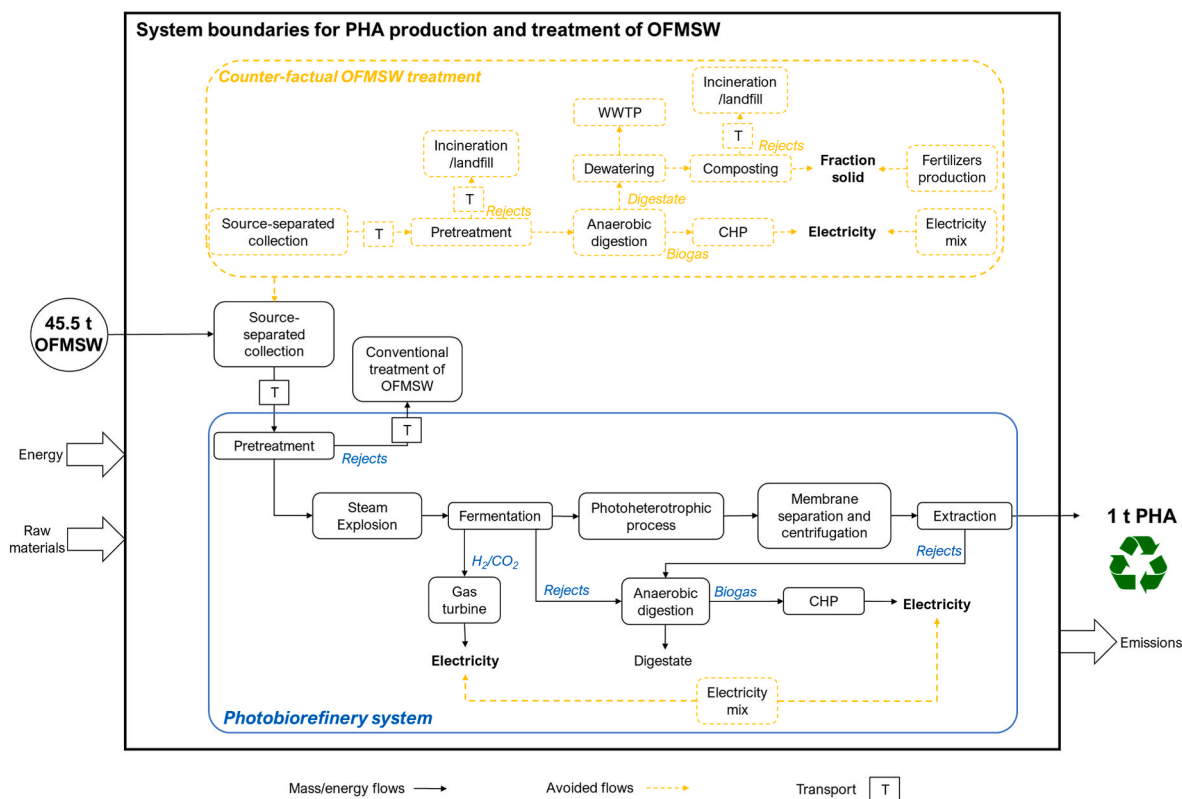 System boundaries for PHA production and treatment of OFMSW
Counter-factual OFMSW treatment
Incineration
/landfill
WWTP
Incineration
/landfill
T
Rejects
Dewatering
Composting
Fraction
solid
Fertilizers
production
T
Rejects
Digestate
Source-separated
collection
T
Pretreatment
Anaerobic
digestion
Biogas
CHP
Electricity
Electricity
mix
45.5 t
OFMSW
Source-
separated
collection
T
Conventional
treatment of
OFMSW
T
Energy
Pretreatment
Rejects
Raw
materials
Steam
Explosion
Fermentation
Photoheterotrophic
process
Membrane
separation and
centrifugation
Extraction
1 t PHA
H2/CO2
Rejects
Rejects
Gas
turbine
Anaerobic
digestion
Biogas
CHP
Electricity
Electricity
Digestate
Electricity
mix
Emissions
Photobiorefinery system
Mass/energy flows
Avoided flows
Transport
T